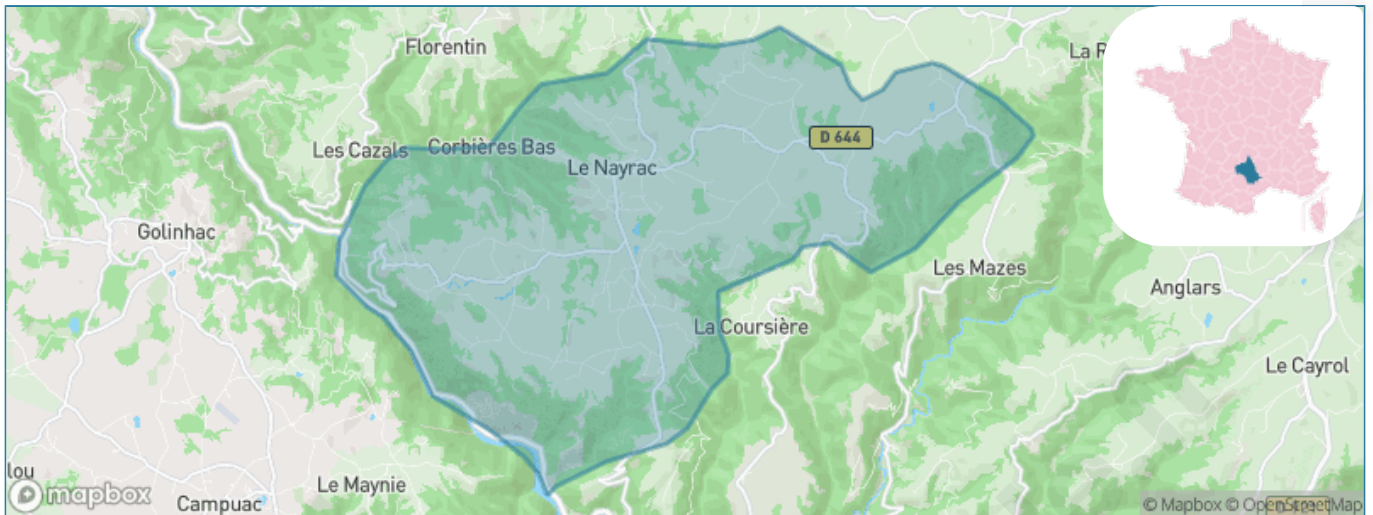 Florentin
La R
Les Cazals
Corbières Bas
D 644
Le Nayrac
Golinhac
Les Mazes
Anglars
La Coursière
Le Cayrol
lou
Le Maynie
Campuac
mapbox
© Mapbox © OpenStreetMap